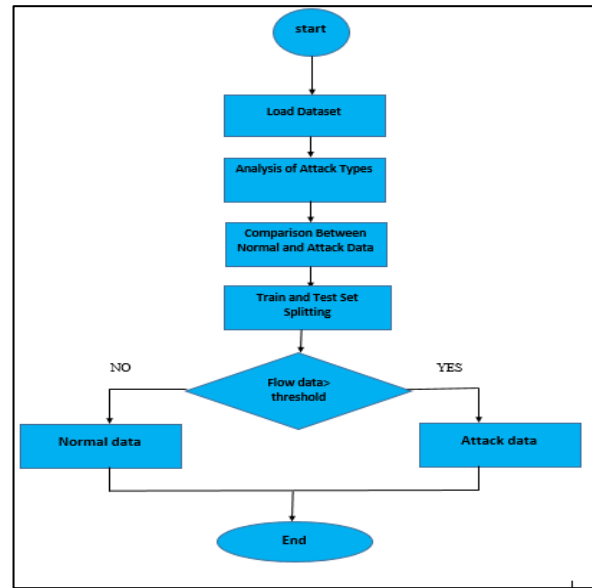 start
Load Dataset
Analysis of Attack Types
Comparison Between
Normal and Attack Data
Train and Test Set
Splitting
NO
YES
Flow data>
threshold
Normal data
Attack data
End